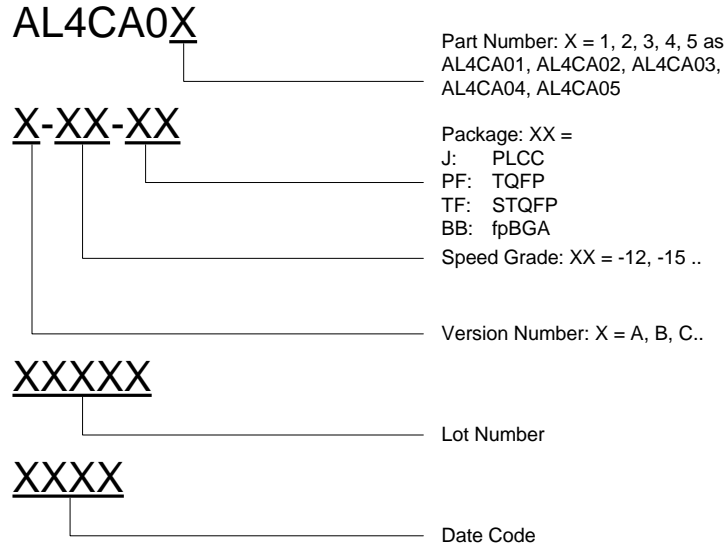 AL4CA0X
Part Number: X = 1, 2, 3, 4, 5 as
AL4CA01, AL4CA02, AL4CA03,
AL4CA04, AL4CA05
X-XX-XX
Package: XX =
J: PLCC
PF: TQFP
TF: STQFP
BB: fpBGA
Speed Grade: XX = -12, -15 ..
Version Number: X = A, B, C..
XXXXX
Lot Number
XXXX
Date Code